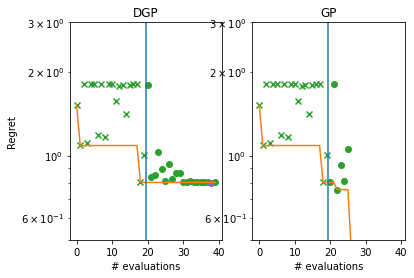 DGP
GP
3 × 10⁰
2 × 10⁰
10⁰
6 × 10⁻¹
Regret
0 10 20 30 40
# evaluations
3 × 10⁰
2 × 10⁰
10⁰
6 × 10⁻¹
0 10 20 30 40
# evaluations